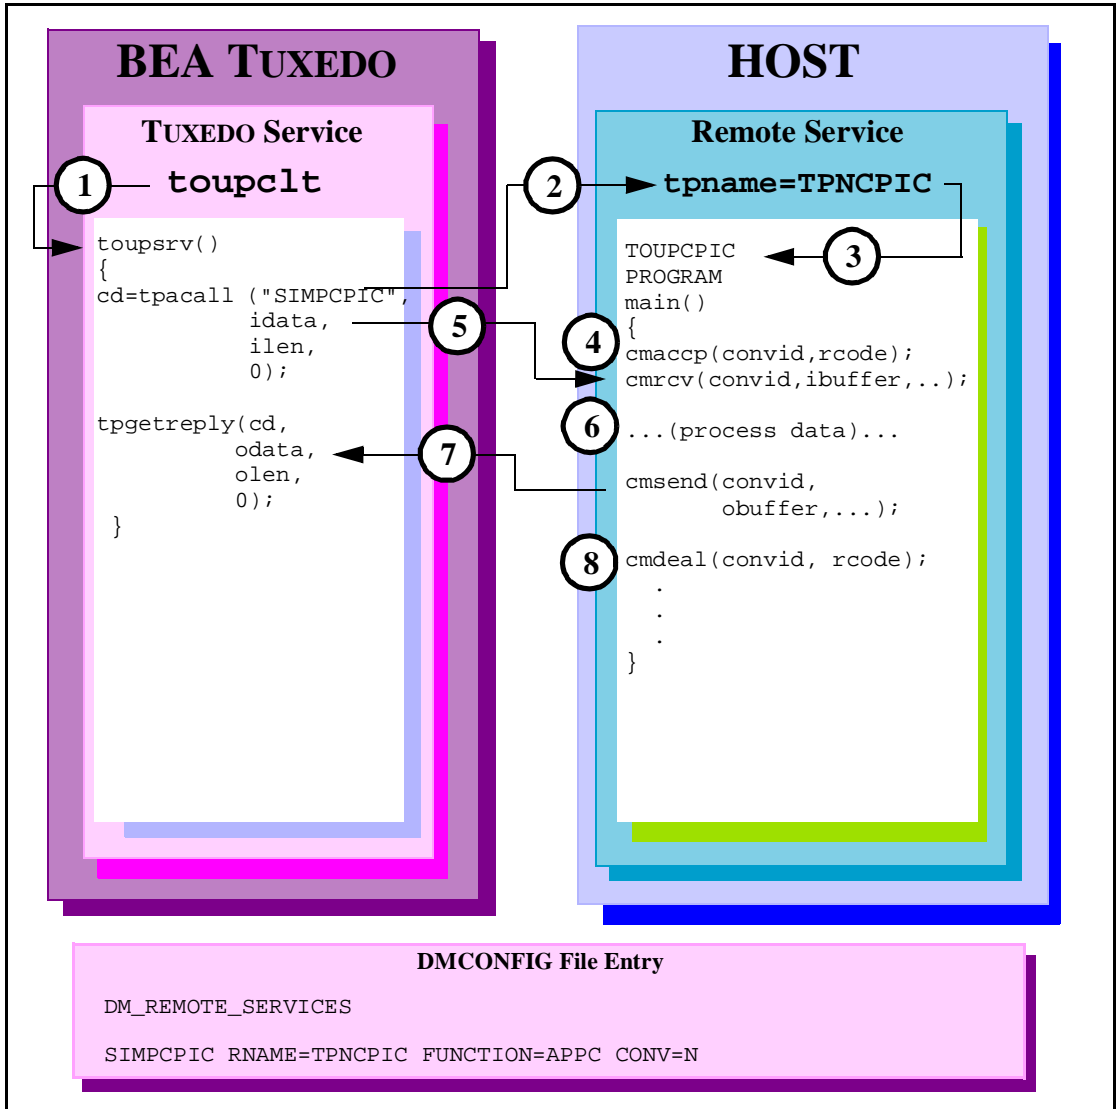 BEA TUXEDO
TUXEDO Service
1
toupclt
toupsrv()
{
cd=tpacall ("SIMPCPIC",
idata,
ilen,
0);
tpgetreply(cd,
odata,
olen,
0);
}
2
5
7
HOST
Remote Service
tpname=TPNCPIC
3
TOUPCPIC
PROGRAM
main()
{
4
cmaccp(convid,rcode);
cmrcv(convid,ibuffer,..);
6
...(process data)...
cmsend(convid,
obuffer,...);
8
cmdeal(convid, rcode);
.
.
.
}
DMCONFIG File Entry
DM_REMOTE_SERVICES
SIMPCPIC RNAME=TPNCPIC FUNCTION=APPC CONV=N